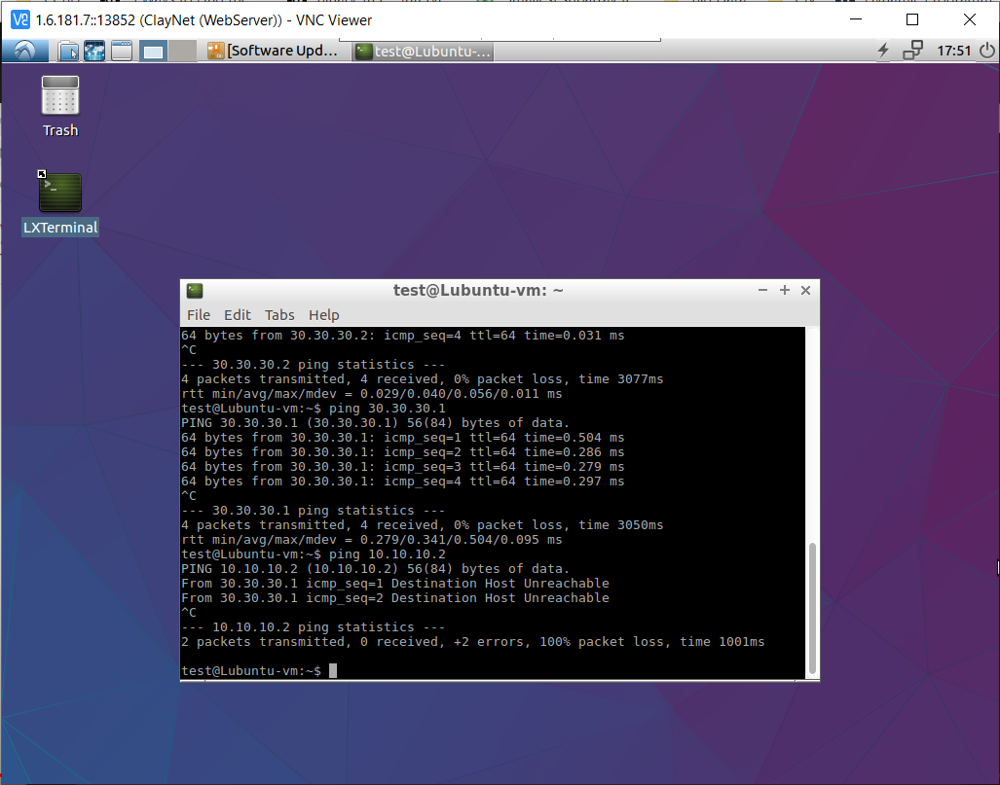 1.6.181.7::13852 (ClayNet (WebServer)) - VNC Viewer
[Software Upd... test@Lubuntu-... 17:51
Trash
LXTerminal
test@Lubuntu-vm: ~
File Edit Tabs Help
64 bytes from 30.30.30.2: icmp_seq=4 ttl=64 time=0.031 ms
^C
--- 30.30.30.2 ping statistics ---
4 packets transmitted, 4 received, 0% packet loss, time 3077ms
rtt min/avg/max/mdev = 0.029/0.040/0.056/0.011 ms
test@Lubuntu-vm:~$ ping 30.30.30.1
PING 30.30.30.1 (30.30.30.1) 56(84) bytes of data.
64 bytes from 30.30.30.1: icmp_seq=1 ttl=64 time=0.504 ms
64 bytes from 30.30.30.1: icmp_seq=2 ttl=64 time=0.286 ms
64 bytes from 30.30.30.1: icmp_seq=3 ttl=64 time=0.279 ms
64 bytes from 30.30.30.1: icmp_seq=4 ttl=64 time=0.297 ms
^C
--- 30.30.30.1 ping statistics ---
4 packets transmitted, 4 received, 0% packet loss, time 3050ms
rtt min/avg/max/mdev = 0.279/0.341/0.504/0.095 ms
test@Lubuntu-vm:~$ ping 10.10.10.2
PING 10.10.10.2 (10.10.10.2) 56(84) bytes of data.
From 30.30.30.1 icmp_seq=1 Destination Host Unreachable
From 30.30.30.1 icmp_seq=2 Destination Host Unreachable
^C
--- 10.10.10.2 ping statistics ---
2 packets transmitted, 0 received, +2 errors, 100% packet loss, time 1001ms
test@Lubuntu-vm:~$